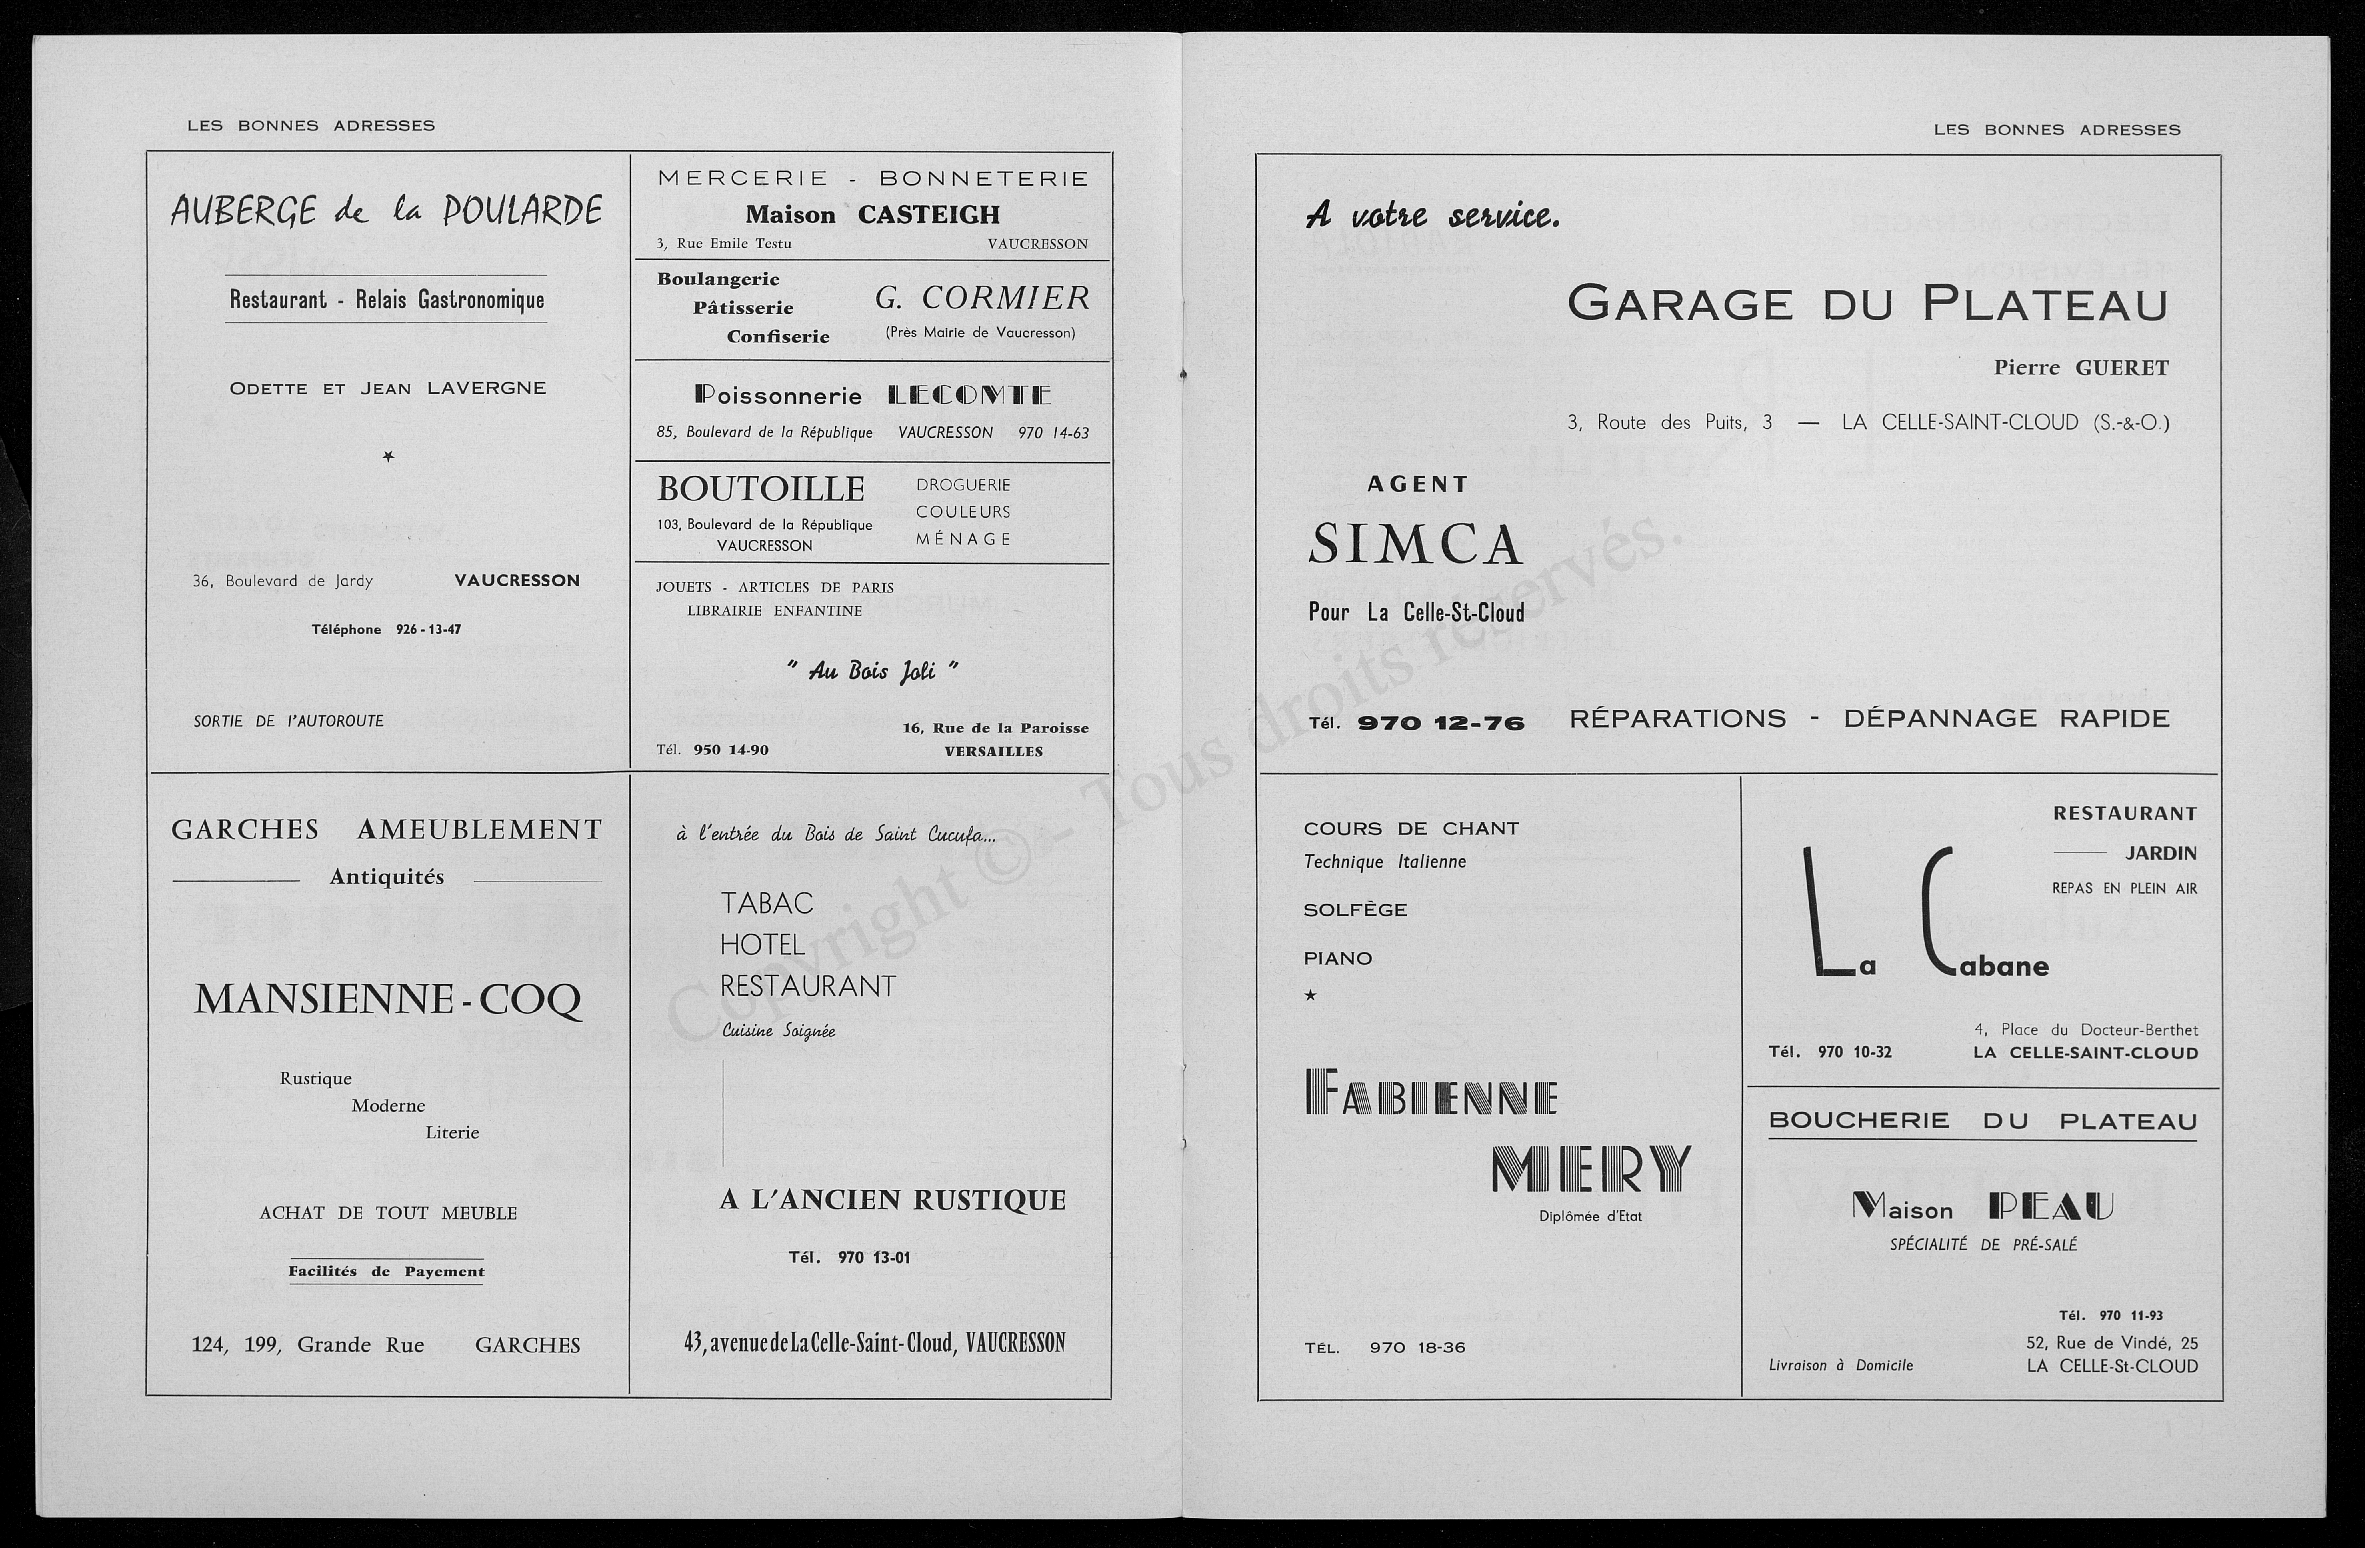 LES BONNES ADRESSES
AUBERGE de la POULARDE
Restaurant - Relais Gastronomique
ODETTE ET JEAN LAVERGNE
★
36, Boulevard de Jardy VAUCRESSON
Téléphone 926-13-47
SORTIE DE l'AUTOROUTE
MERCERIE - BONNETERIE
Maison CASTEIGH
3, Rue Emile Testu VAUCRESSON
Boulangerie
Pâtisserie
Confiserie
G. CORMIER
(Près Mairie de Vaucresson)
Poissonnerie LECOMTE
85, Boulevard de la République VAUCRESSON 970 14-63
BOUTOILLE
103, Boulevard de la République
VAUCRESSON
DROGUERIE
COULEURS
MÉNAGE
JOUETS - ARTICLES DE PARIS
LIBRAIRIE ENFANTINE
" Au Bois Joli "
16, Rue de la Paroisse
Tél. 950 14-90 VERSAILLES
GARCHES AMEUBLEMENT
Antiquités
MANSIENNE-COQ
Rustique
Moderne
Literie
ACHAT DE TOUT MEUBLE
Facilités de Payement
124, 199, Grande Rue GARCHES
à l'entrée du Bois de Saint Cucufa...
TABAC
HOTEL
RESTAURANT
Cuisine Soignée
A L'ANCIEN RUSTIQUE
Tél. 970 13-01
43, avenue de La Celle-Saint-Cloud, VAUCRESSON
LES BONNES ADRESSES
A votre service.
GARAGE DU PLATEAU
Pierre GUERET
3, Route des Puits, 3 — LA CELLE-SAINT-CLOUD (S.-&-O.)
AGENT
SIMCA
Pour La Celle-St-Cloud
Tél. 970 12-76 RÉPARATIONS - DÉPANNAGE RAPIDE
COURS DE CHANT
Technique Italienne
SOLFÈGE
PIANO
★
FABIENNE
MERY
Diplômée d'Etat
TÉL. 970 18-36
RESTAURANT
JARDIN
REPAS EN PLEIN AIR
La Cabane
4, Place du Docteur-Berthet
Tél. 970 10-32 LA CELLE-SAINT-CLOUD
BOUCHERIE DU PLATEAU
Maison PEAU
SPÉCIALITÉ DE PRÉ-SALÉ
Tél. 970 11-93
52, Rue de Vindé, 25
Livraison à Domicile LA CELLE-St-CLOUD
Copyright © - Tous droits réservés.